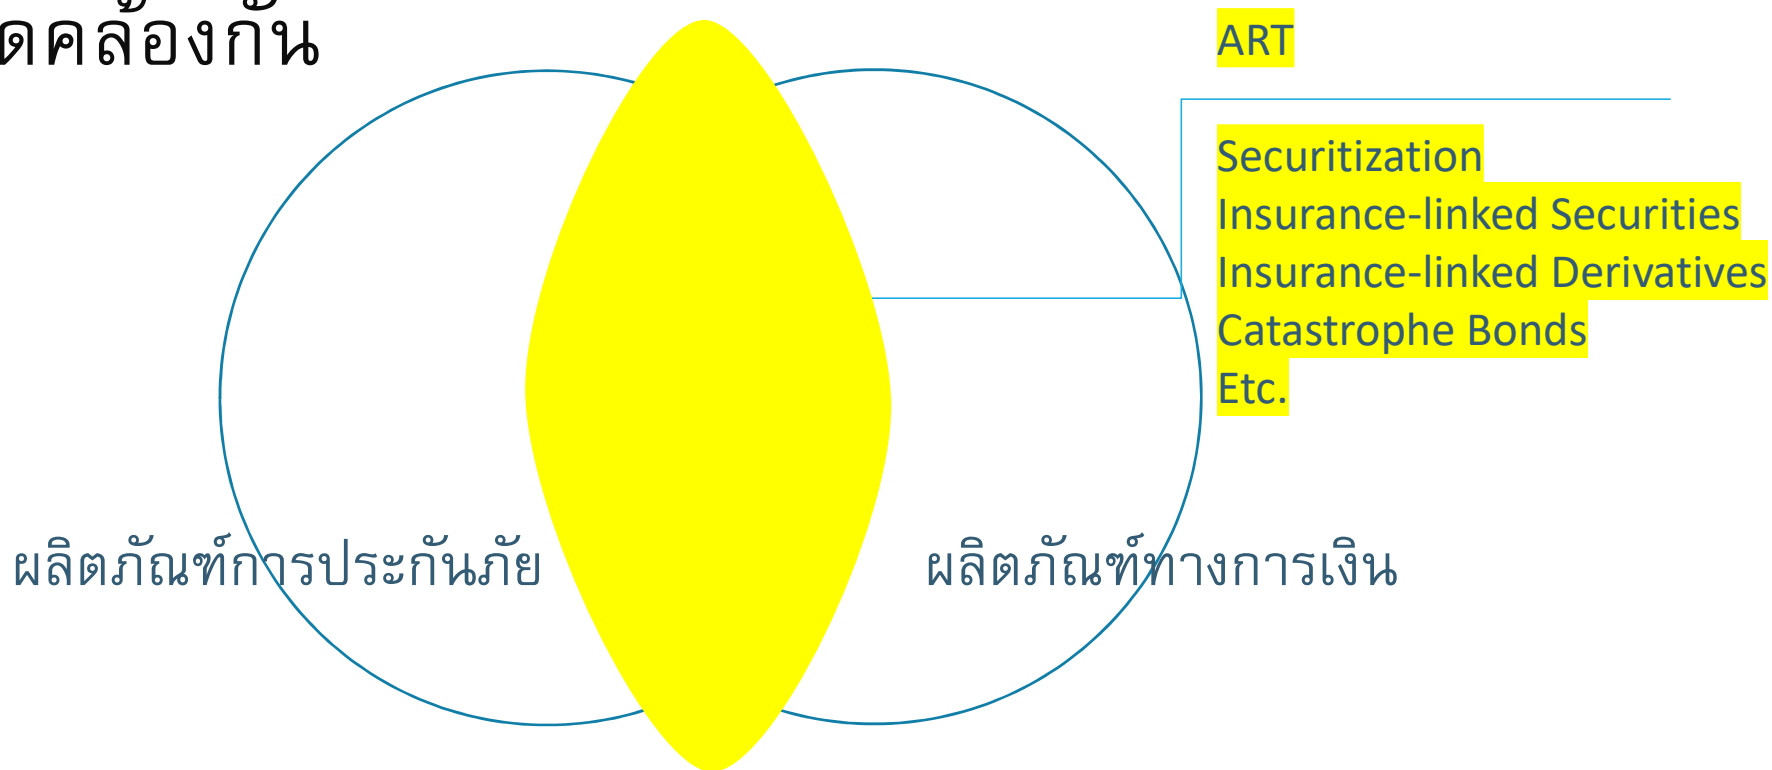 ดคล้องกัน
ART
Securitization
Insurance-linked Securities
Insurance-linked Derivatives
Catastrophe Bonds
Etc.
ผลิตภัณฑ์การประกันภัย
ผลิตภัณฑ์ทางการเงิน